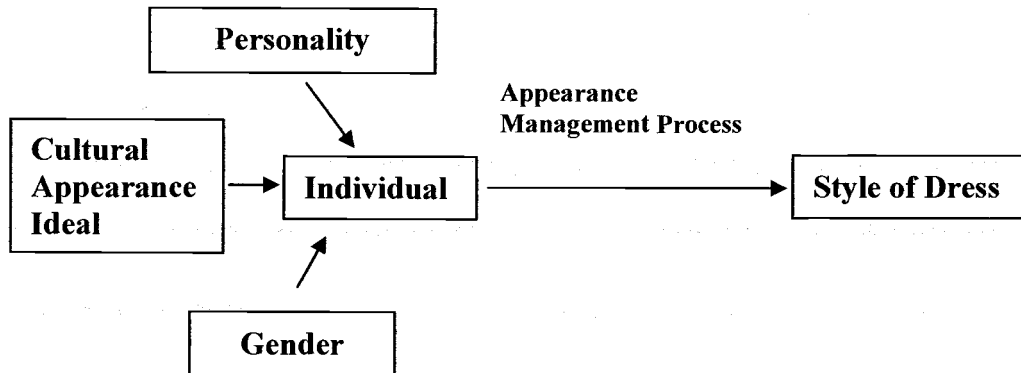 Personality
Appearance
Management Process
Cultural
Appearance
Ideal
Individual
Style of Dress
Gender